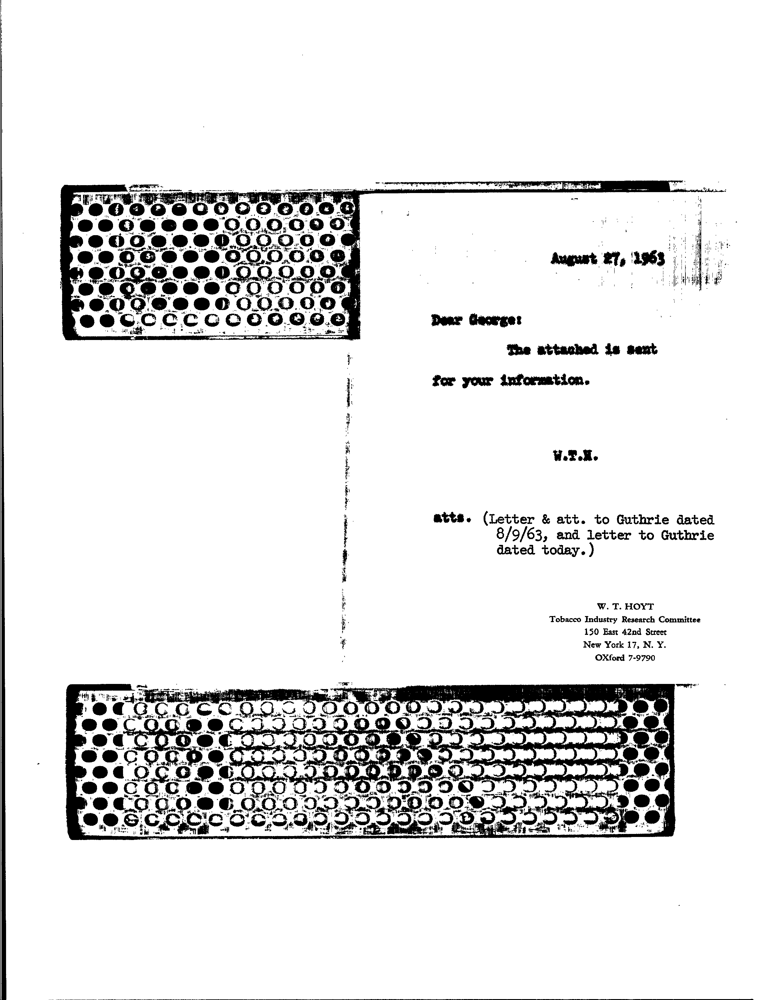 August 27, 1963
Dear George:
The attached is sent
for your information.
W.T.H.
atts. (Letter & att. to Guthrie dated
8/9/63, and letter to Guthrie
dated today.)
W. T. HOYT
Tobacco Industry Research Committee
150 East 42nd Street
New York 17, N. Y.
OXford 7-9790